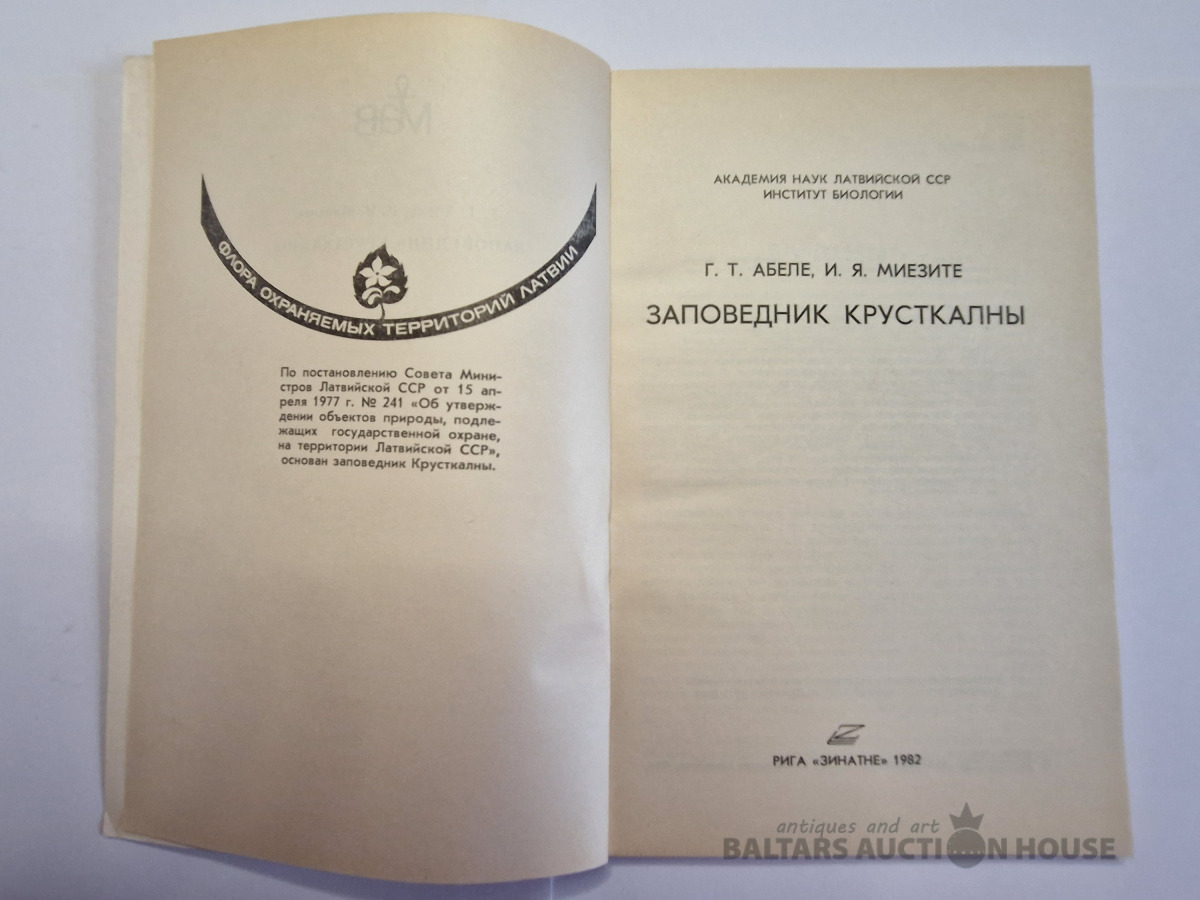 ФЛОРА ОХРАНЯЕМЫХ ТЕРРИТОРИЙ ЛАТВИИ
По постановлению Совета Мини-
стров Латвийской ССР от 15 ап-
реля 1977 г. № 241 «Об утверж-
дении объектов природы, подле-
жащих государственной охране,
на территории Латвийской ССР»,
основан заповедник Крусткалны.
АКАДЕМИЯ НАУК ЛАТВИЙСКОЙ ССР
ИНСТИТУТ БИОЛОГИИ
Г. Т. АБЕЛЕ, И. Я. МИЕЗИТЕ
ЗАПОВЕДНИК КРУСТКАЛНЫ
РИГА «ЗИНАТНЕ» 1982
antiques and art
BALTARS AUCTION HOUSE